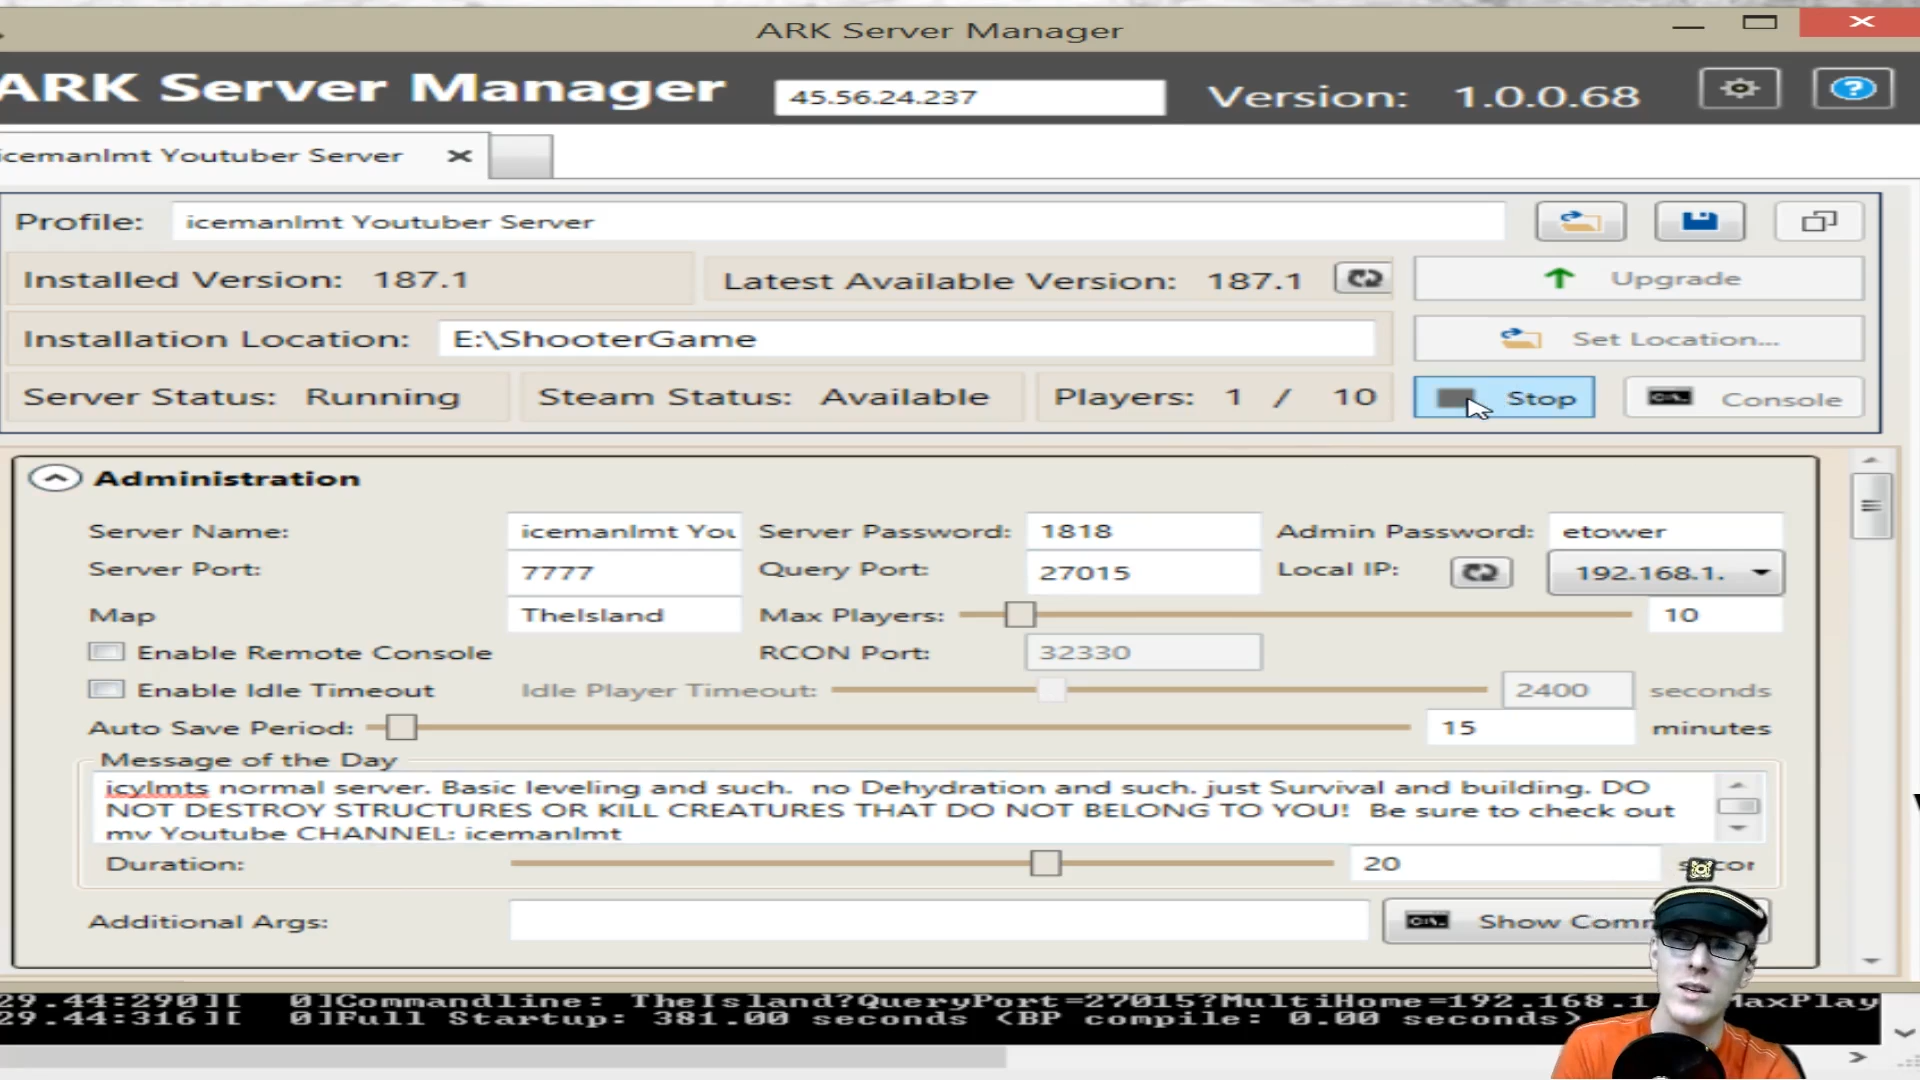 ARK Server Manager
ARK Server Manager 45.56.24.237 Version: 1.0.0.68
icemanlmt Youtuber Server
Profile: icemanlmt Youtuber Server
Installed Version: 187.1 Latest Available Version: 187.1 Upgrade
Installation Location: E:\ShooterGame Set Location...
Server Status: Running Steam Status: Available Players: 1 / 10 Stop Console
Administration
Server Name: icemanlmt You Server Password: 1818 Admin Password: etower
Server Port: 7777 Query Port: 27015 Local IP: 192.168.1.
Map TheIsland Max Players: 10
Enable Remote Console RCON Port: 32330
Enable Idle Timeout Idle Player Timeout: 2400 seconds
Auto Save Period: 15 minutes
Message of the Day
icylmts normal server. Basic leveling and such. no Dehydration and such. just Survival and building. DO
NOT DESTROY STRUCTURES OR KILL CREATURES THAT DO NOT BELONG TO YOU! Be sure to check out
my Youtube CHANNEL: icemanlmt
Duration: 20
Additional Args: Show Comm
29.44:290][ 0]Commandline: TheIsland?QueryPort=27015?MultiHome=192.168.1. MaxPlay
29.44:316][ 0]Full Startup: 381.00 seconds (BP compile: 0.00 seconds)